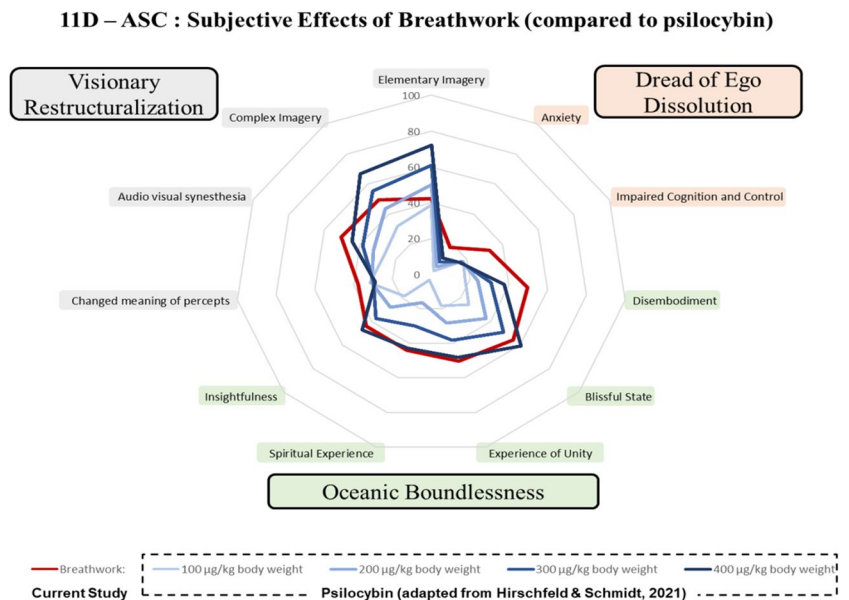 11D – ASC : Subjective Effects of Breathwork (compared to psilocybin)
Visionary
Restructuralization
Dread of Ego
Dissolution
Elementary Imagery
Anxiety
Impaired Cognition and Control
Disembodiment
Blissful State
Experience of Unity
Spiritual Experience
Insightfulness
Changed meaning of percepts
Audio visual synesthesia
Complex Imagery
100
80
60
40
20
0
Oceanic Boundlessness
Breathwork:
100 µg/kg body weight
200 µg/kg body weight
300 µg/kg body weight
400 µg/kg body weight
Current Study
Psilocybin (adapted from Hirschfeld & Schmidt, 2021)